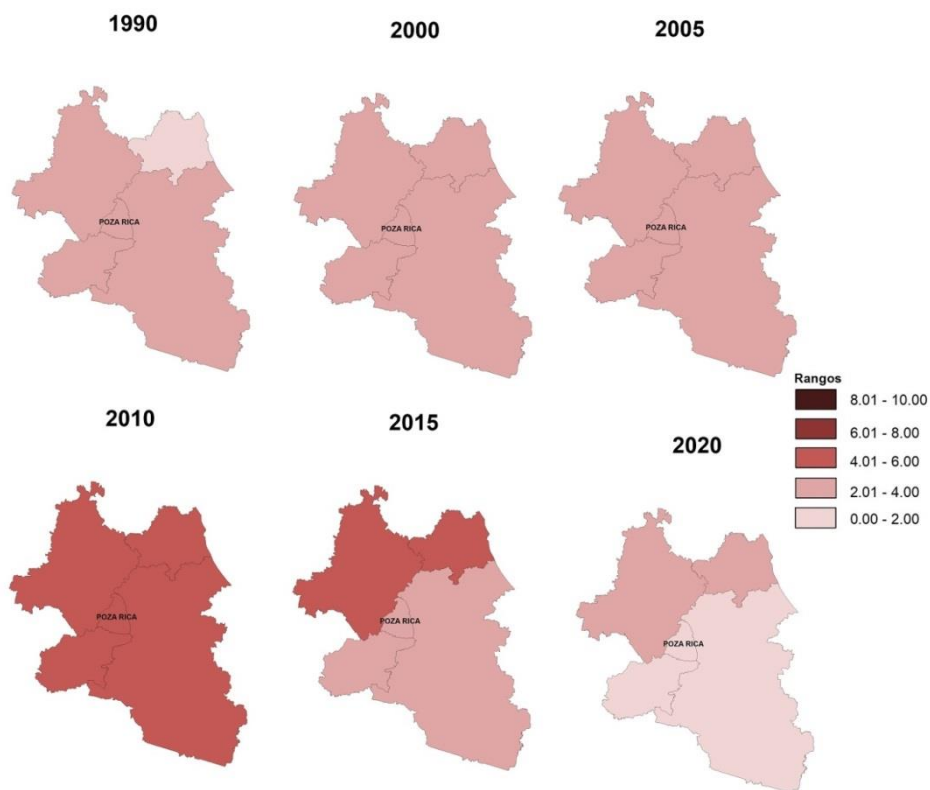 1990
2000
2005
POZA RICA
POZA RICA
POZA RICA
Rangos
8.01 - 10.00
6.01 - 8.00
4.01 - 6.00
2.01 - 4.00
0.00 - 2.00
2010
2015
2020
POZA RICA
POZA RICA
POZA RICA